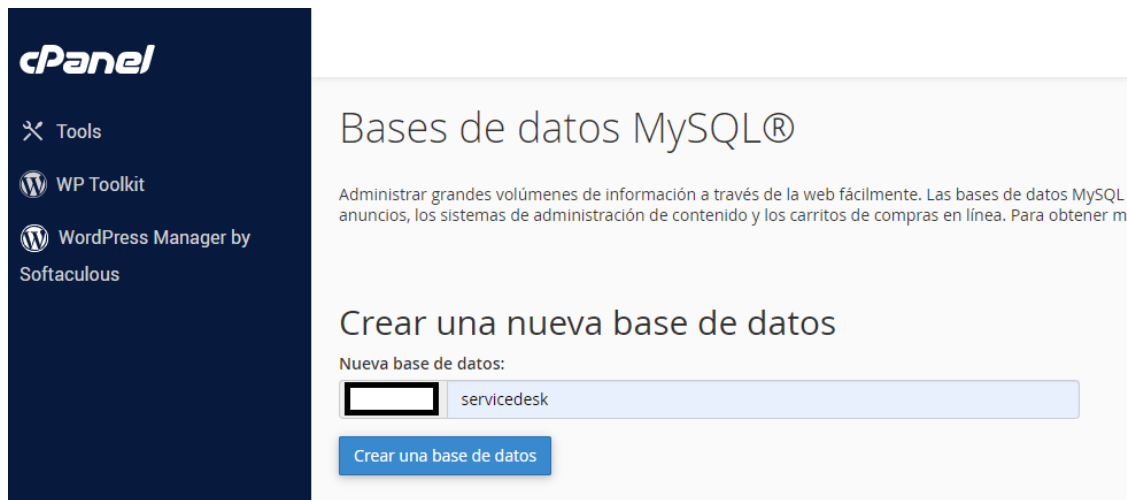 cPanel
Tools
WP Toolkit
WordPress Manager by
Softaculous
Bases de datos MySQL®
Administrar grandes volúmenes de información a través de la web fácilmente. Las bases de datos MySQL
anuncios, los sistemas de administración de contenido y los carritos de compras en línea. Para obtener m
Crear una nueva base de datos
Nueva base de datos:
servicedesk
Crear una base de datos